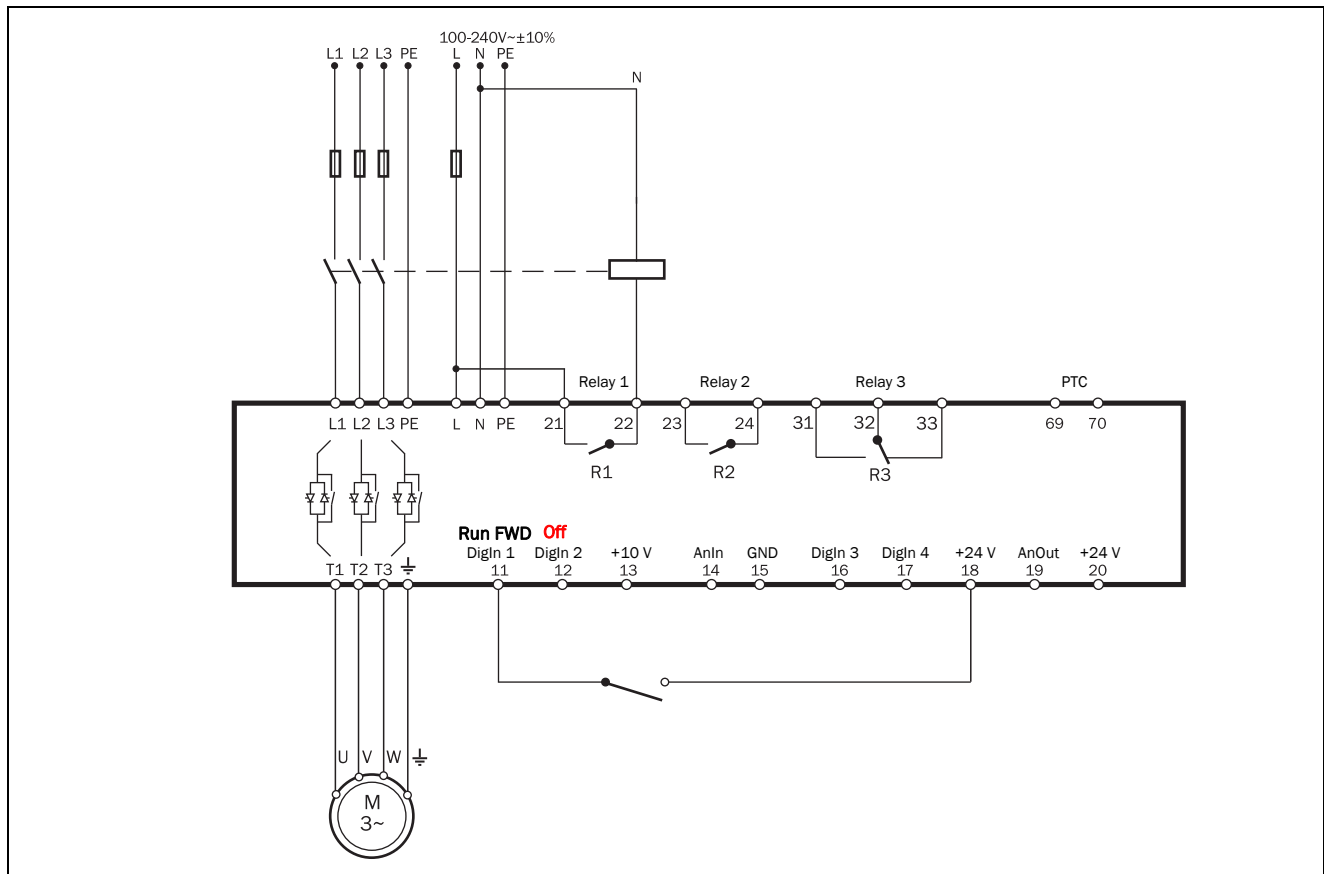 100-240V~±10%
L1 L2 L3 PE L N PE
N
Relay 1 Relay 2 Relay 3 PTC
L1 L2 L3 PE L N PE 21 22 23 24 31 32 33 69 70
R1 R2 R3
Run FWD Off
DigIn 1 DigIn 2 +10 V AnIn GND DigIn 3 DigIn 4 +24 V AnOut +24 V
T1 T2 T3 11 12 13 14 15 16 17 18 19 20
U V W
M
3~